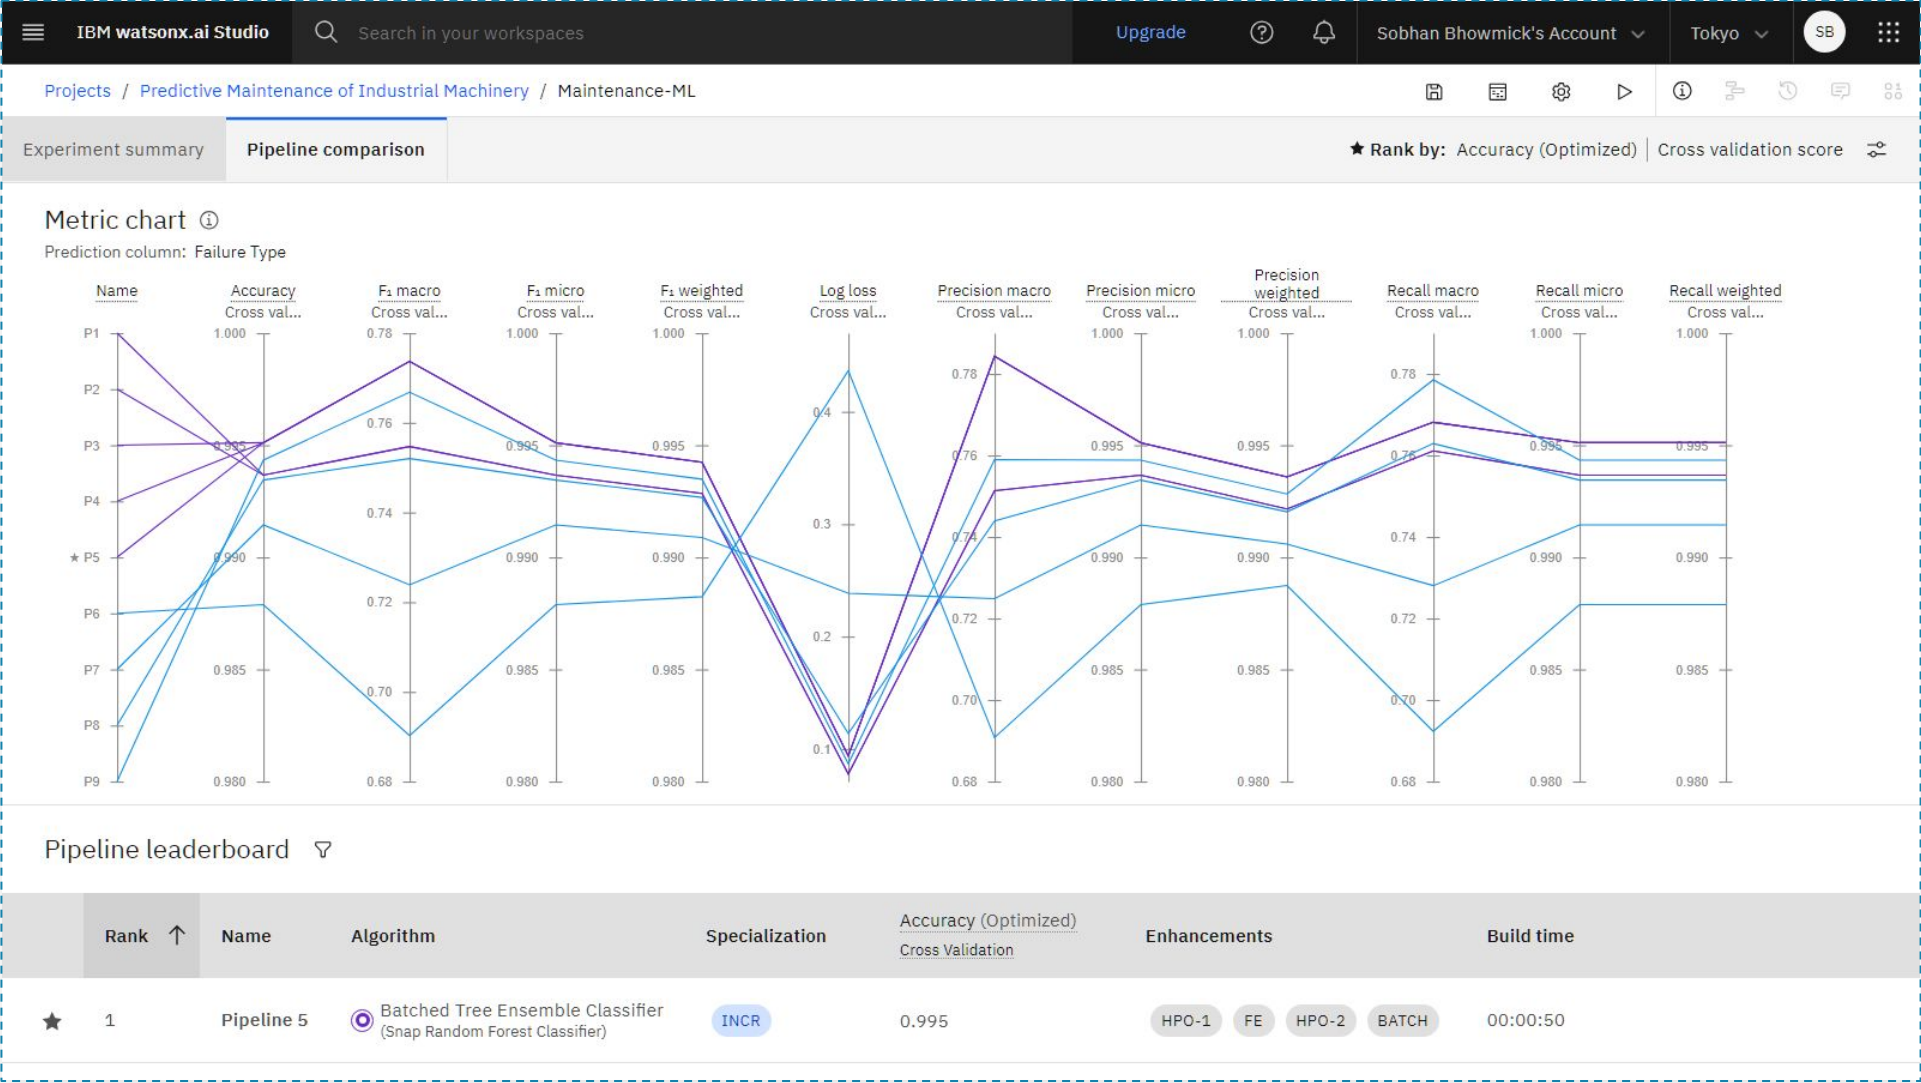 IBM watsonx.ai Studio Search in your workspaces Upgrade Sobhan Bhowmick's Account Tokyo SB
Projects / Predictive Maintenance of Industrial Machinery / Maintenance-ML
Experiment summary Pipeline comparison ★ Rank by: Accuracy (Optimized) | Cross validation score
Metric chart
Prediction column: Failure Type
Name Accuracy F₁ macro F₁ micro F₁ weighted Log loss Precision macro Precision micro Precision weighted Recall macro Recall micro Recall weighted
Cross val... Cross val... Cross val... Cross val... Cross val... Cross val... Cross val... Cross val... Cross val... Cross val... Cross val...
P1 1.000 0.78 1.000 1.000 1.000 1.000 1.000 1.000
0.78 0.78
P2
0.4
0.76
P3 0.995 0.995 0.995 0.995 0.995 0.995 0.995
0.76 0.76
P4
0.74
0.3
0.74 0.74
★ P5 0.990 0.990 0.990 0.990 0.990 0.990 0.990
0.72
P6
0.72 0.72
0.2
P7 0.985 0.985 0.985 0.985 0.985 0.985 0.985
0.70
0.70 0.70
P8
0.1
P9 0.980 0.68 0.980 0.980 0.68 0.980 0.980 0.68 0.980 0.980
Pipeline leaderboard
Rank Name Algorithm Specialization Accuracy (Optimized) Enhancements Build time
Cross Validation
1 Pipeline 5 Batched Tree Ensemble Classifier INCR 0.995 HPO-1 FE HPO-2 BATCH 00:00:50
(Snap Random Forest Classifier)